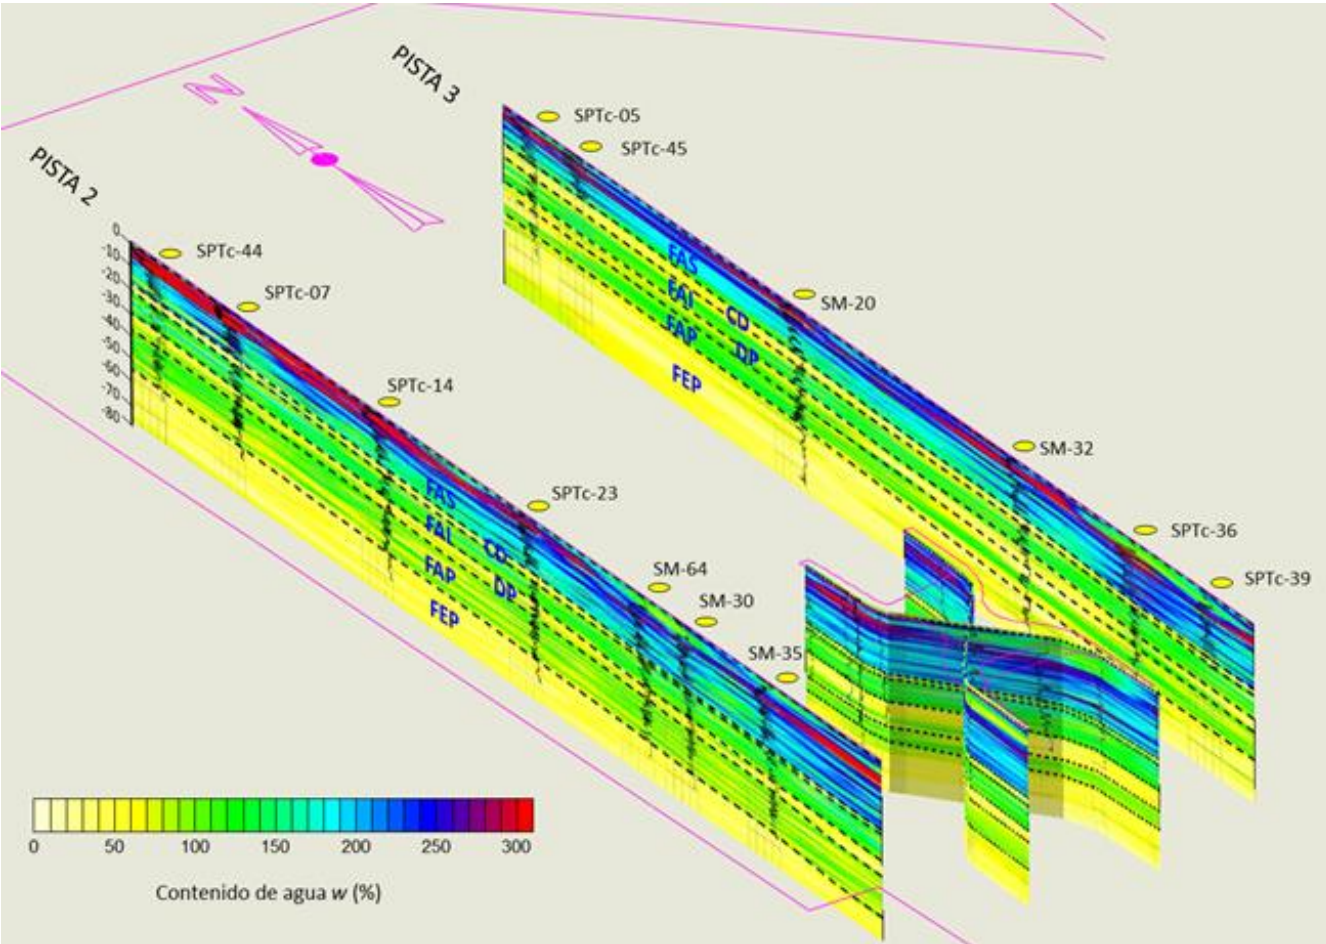 PISTA 3
N
SPTc-05
SPTc-45
PISTA 2
0
-10
-20
-30
-40
-50
-60
-70
-80
SPTc-44
SPTc-07
FAS
FAI
CD
FAP
DP
FEP
SM-20
SPTc-14
SM-32
FAS
FAI
CD
FAP
DP
FEP
SPTc-23
SPTc-36
SM-64
SPTc-39
SM-30
SM-35
0 50 100 150 200 250 300
Contenido de agua w (%)